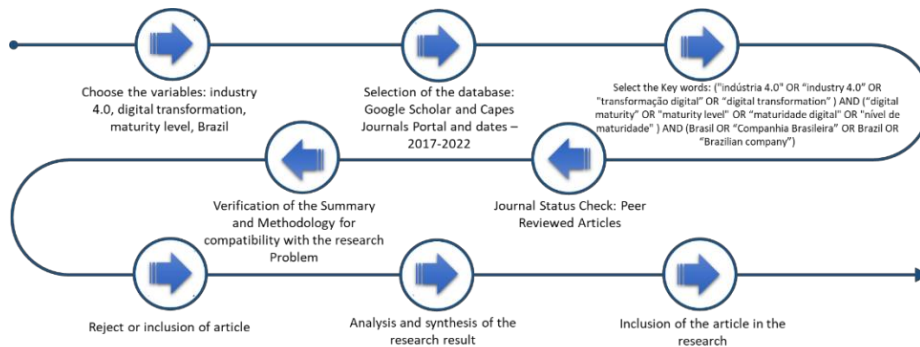 Choose the variables: industry
4.0, digital transformation,
maturity level, Brazil
Selection of the database:
Google Scholar and Capes
Journals Portal and dates –
2017-2022
Select the Key words: ("indústria 4.0" OR "industry 4.0" OR
"transformação digital" OR "digital transformation" ) AND ("digital
maturity" OR "maturity level" OR "maturidade digital" OR "nível de
maturidade" ) AND (Brasil OR "Companhia Brasileira" OR Brazil OR
"Brazilian company")
Journal Status Check: Peer
Reviewed Articles
Verification of the Summary
and Methodology for
compatibility with the research
Problem
Reject or inclusion of article
Analysis and synthesis of the
research result
Inclusion of the article in the
research